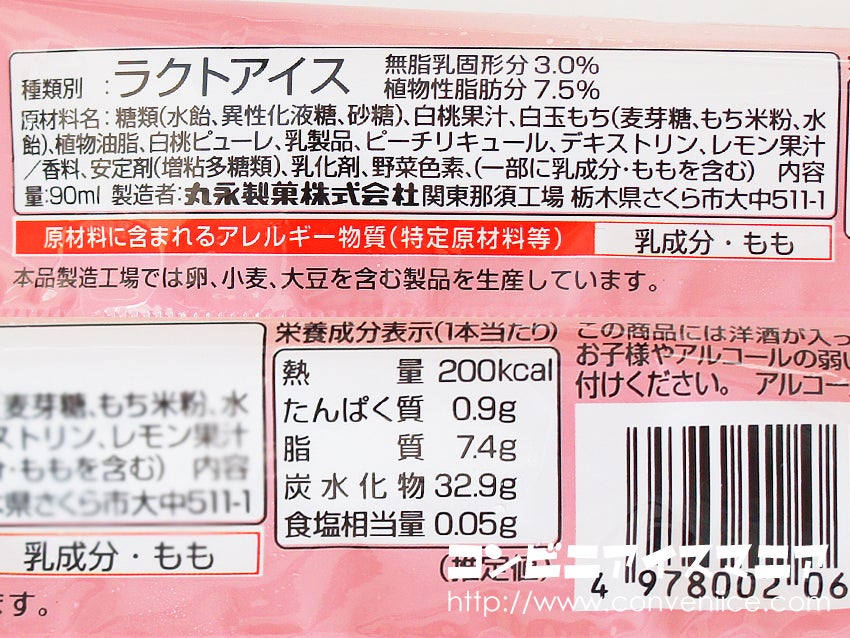 種類別 :ラクトアイス 無脂乳固形分 3.0%
植物性脂肪分 7.5%
原材料名:糖類(水飴、異性化液糖、砂糖)、白桃果汁、白玉もち(麦芽糖、もち米粉、水
飴)、植物油脂、白桃ピューレ、乳製品、ピーチリキュール、デキストリン、レモン果汁
/香料、安定剤(増粘多糖類)、乳化剤、野菜色素、(一部に乳成分・ももを含む) 内容
量:90ml 製造者:丸永製菓株式会社関東那須工場 栃木県さくら市大中511-1
原材料に含まれるアレルギー物質(特定原材料等) 乳成分・もも
本品製造工場では卵、小麦、大豆を含む製品を生産しています。
麦芽糖、もち米粉、水
ストリン、レモン果汁
分・ももを含む) 内容
県さくら市大中511-1
乳成分・もも
ます。
栄養成分表示(1本当たり)
熱量 200kcal
たんぱく質 0.9g
脂質 7.4g
炭水化物 32.9g
食塩相当量 0.05g
(推定値)
この商品には洋酒が入っ
お子様やアルコールの弱い
付けください。 アルコー
4 978002 06
コンビニアイスマニア
http://www.conveniice.com